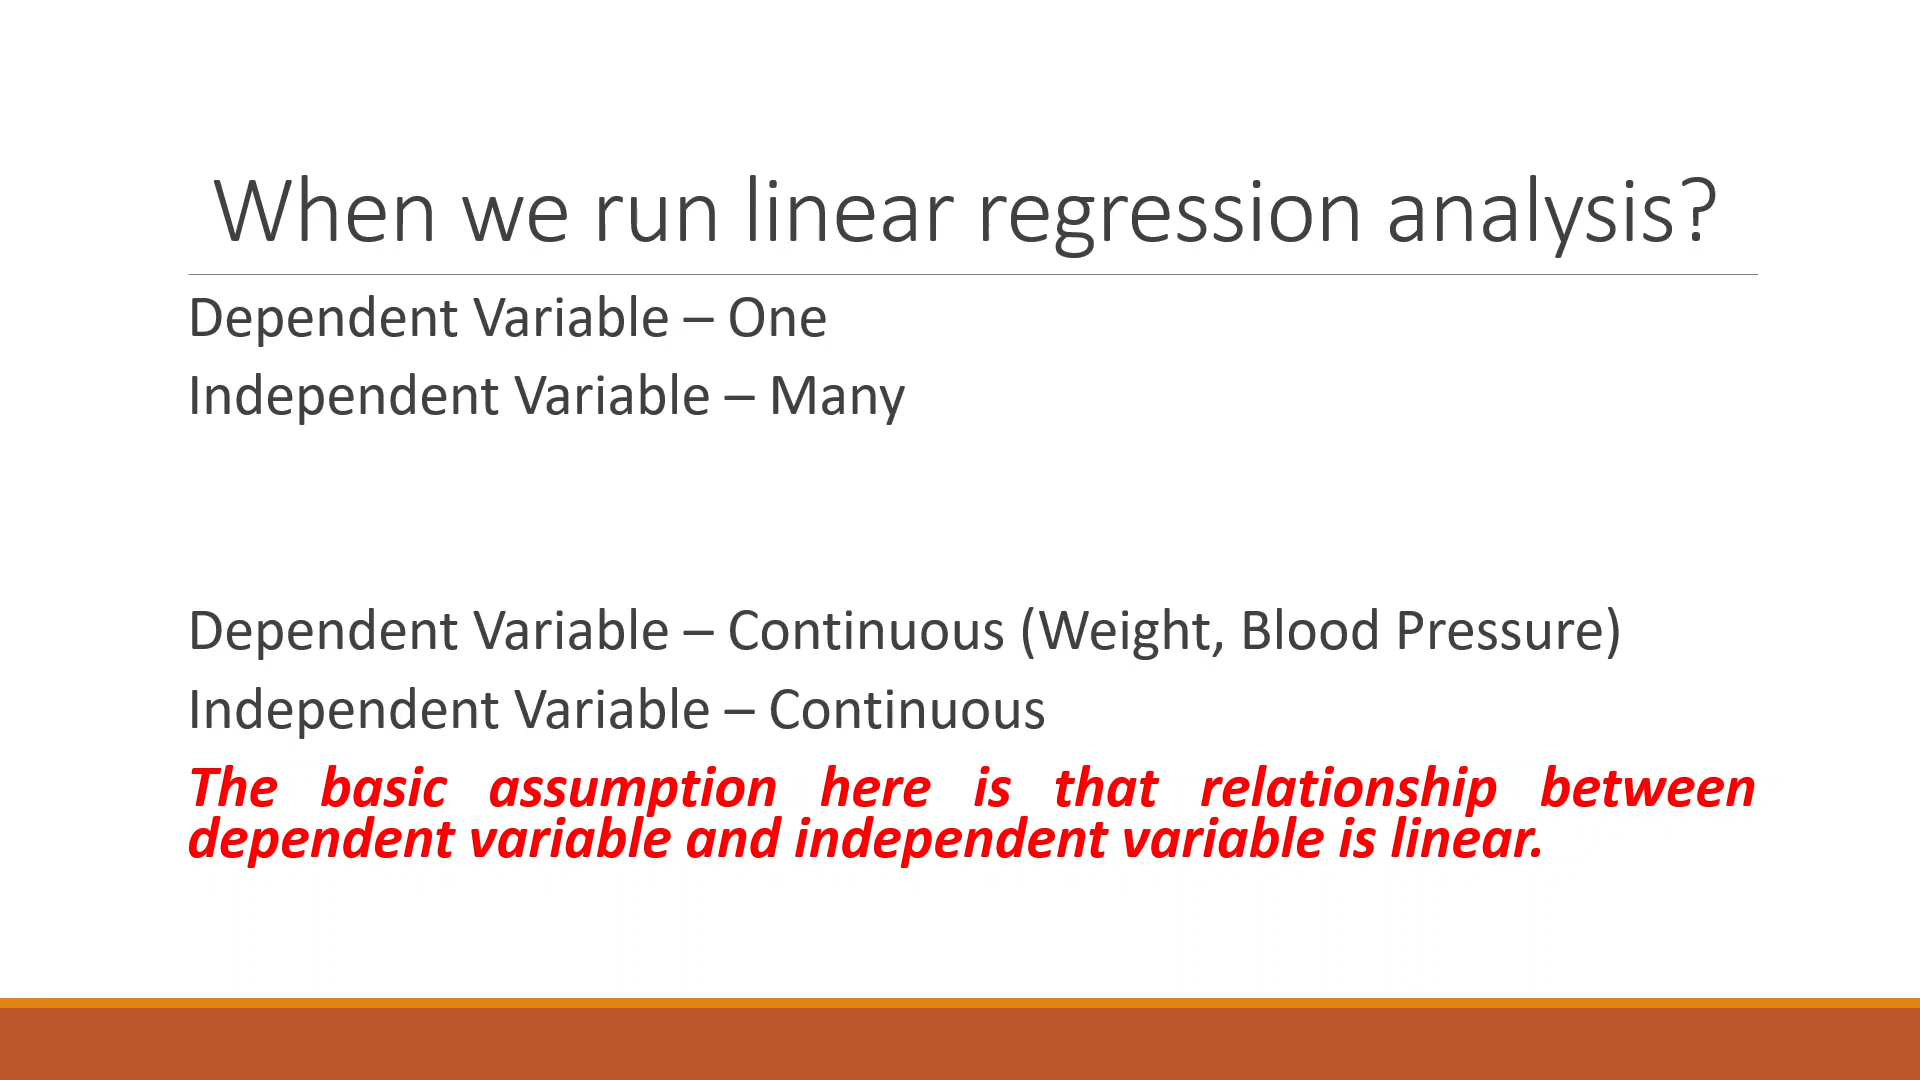 When we run linear regression analysis?
Dependent Variable – One
Independent Variable – Many
Dependent Variable – Continuous (Weight, Blood Pressure)
Independent Variable – Continuous
The basic assumption here is that relationship between
dependent variable and independent variable is linear.